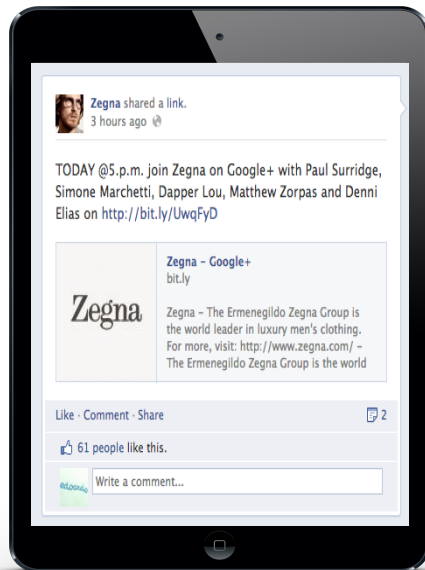 Zegna shared a link.
3 hours ago
TODAY @5.p.m. join Zegna on Google+ with Paul Surridge,
Simone Marchetti, Dapper Lou, Matthew Zorpas and Denni
Elias on http://bit.ly/UwqFyD
Zegna
Zegna – Google+
bit.ly
Zegna – The Ermenegildo Zegna Group is
the world leader in luxury men's clothing.
For more, visit: http://www.zegna.com/ –
The Ermenegildo Zegna Group is the world
Like · Comment · Share
2
61 people like this.
Write a comment...